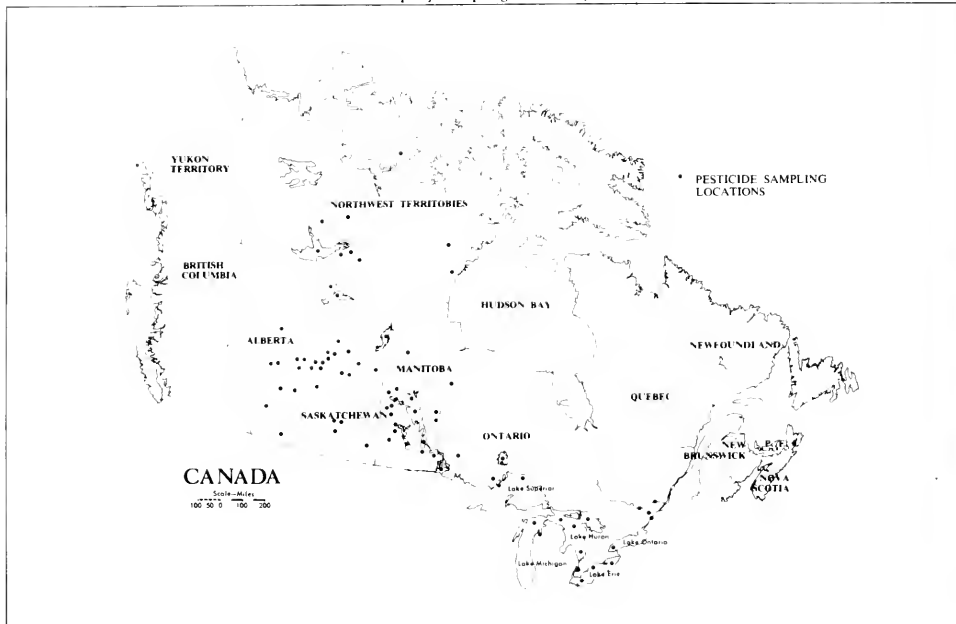 YUKON
TERRITORY
PESTICIDE SAMPLING
LOCATIONS
NORTHWEST TERRITOBIES
BRITISH
COLUMBIA
HUDSON BAY
ALBERTA
NEWFOUNDLAND
MANITOBA
QUEBEC
SASKATCHEWAN
ONTARIO
NEW
BRUNSWICK
P.E.I.
NOVA
SCOTIA
CANADA
Scale-Miles
100 50 0 100 200
Lake Superior
Lake Huron
Lake Ontario
Lake Michigan
Lake Erie